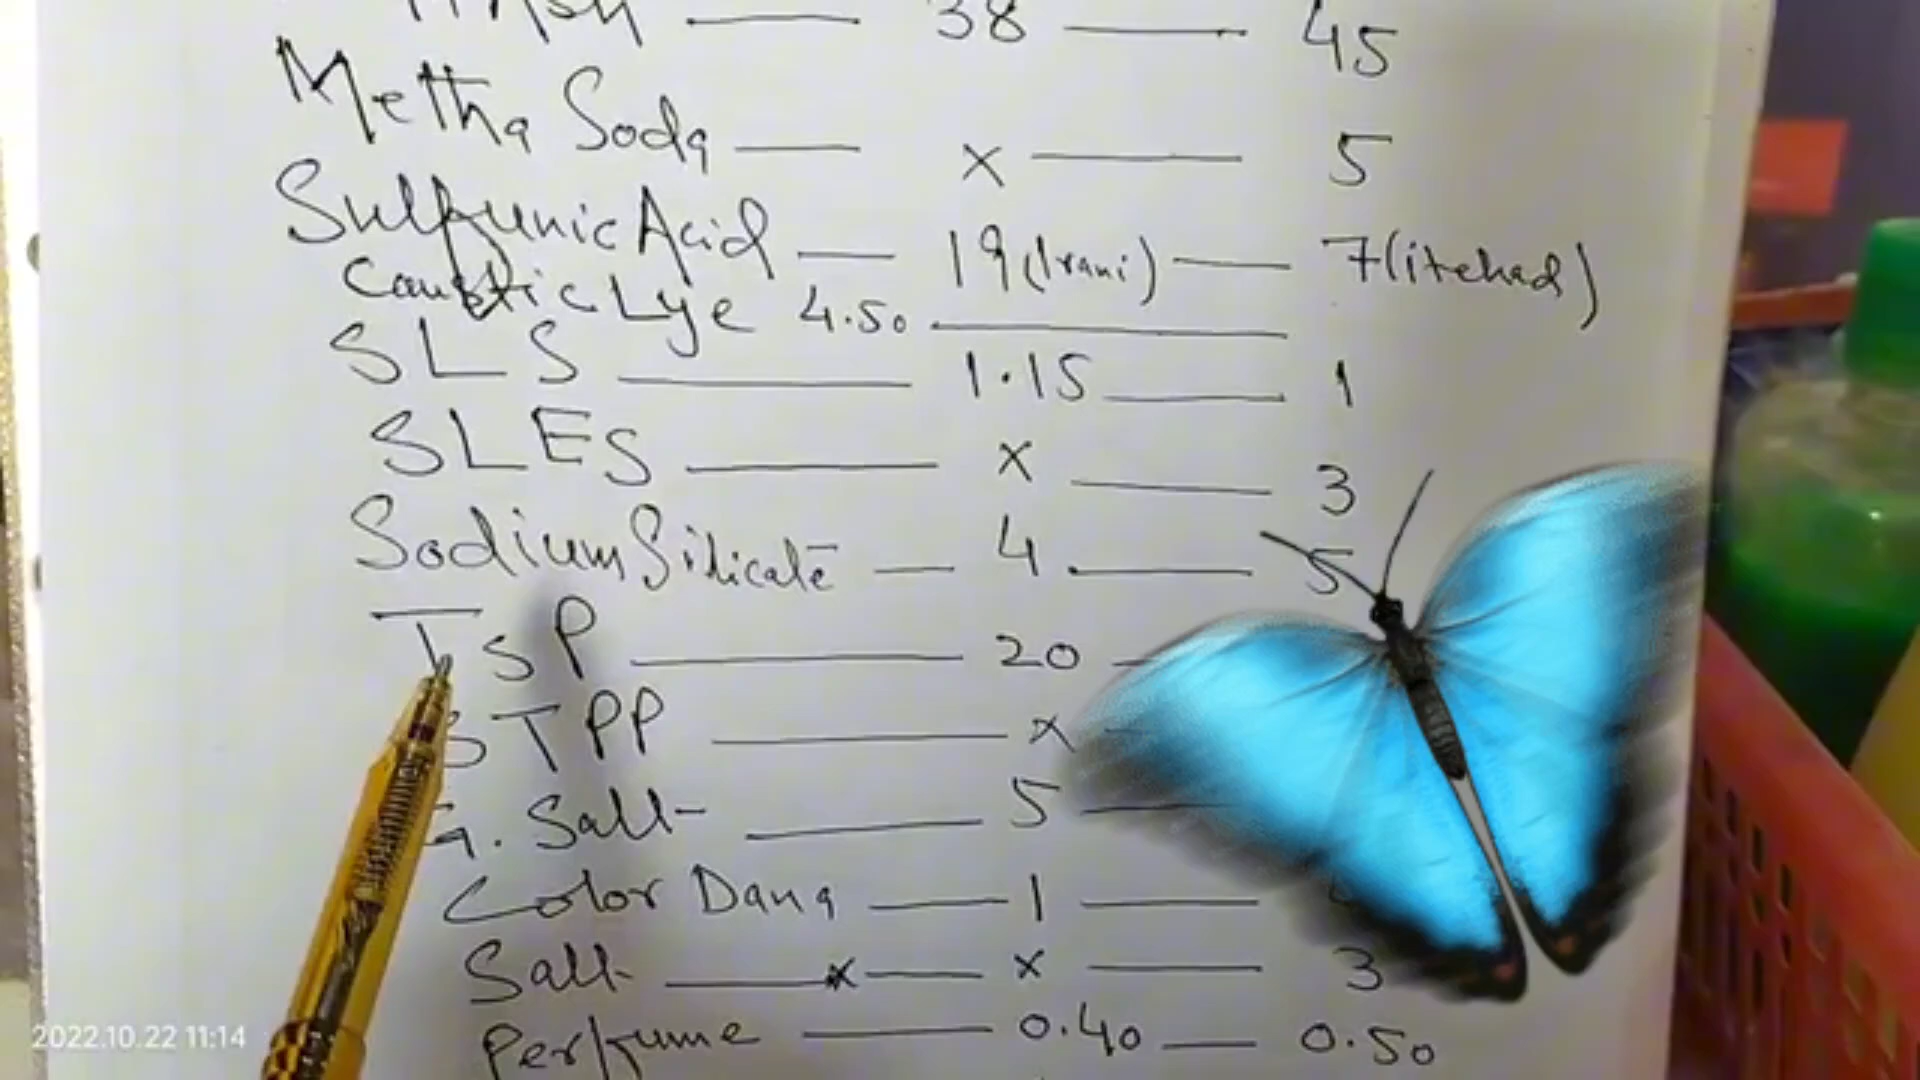 38 — 45
Metha Soda — x — 5
Sulfunic Acid — 19 (Irani) — 7 (itehad)
Caustic Lye 4.50 —
SLS — 1.15 — 1
SLES — x — 3
Sodium Silicate — 4 — 5
TSP — 20 —
STPP — x —
G. Salt — 5 —
Color Dana — 1 —
Salt — x — x — 3
Perfume — 0.40 — 0.50
2022.10.22 11:14